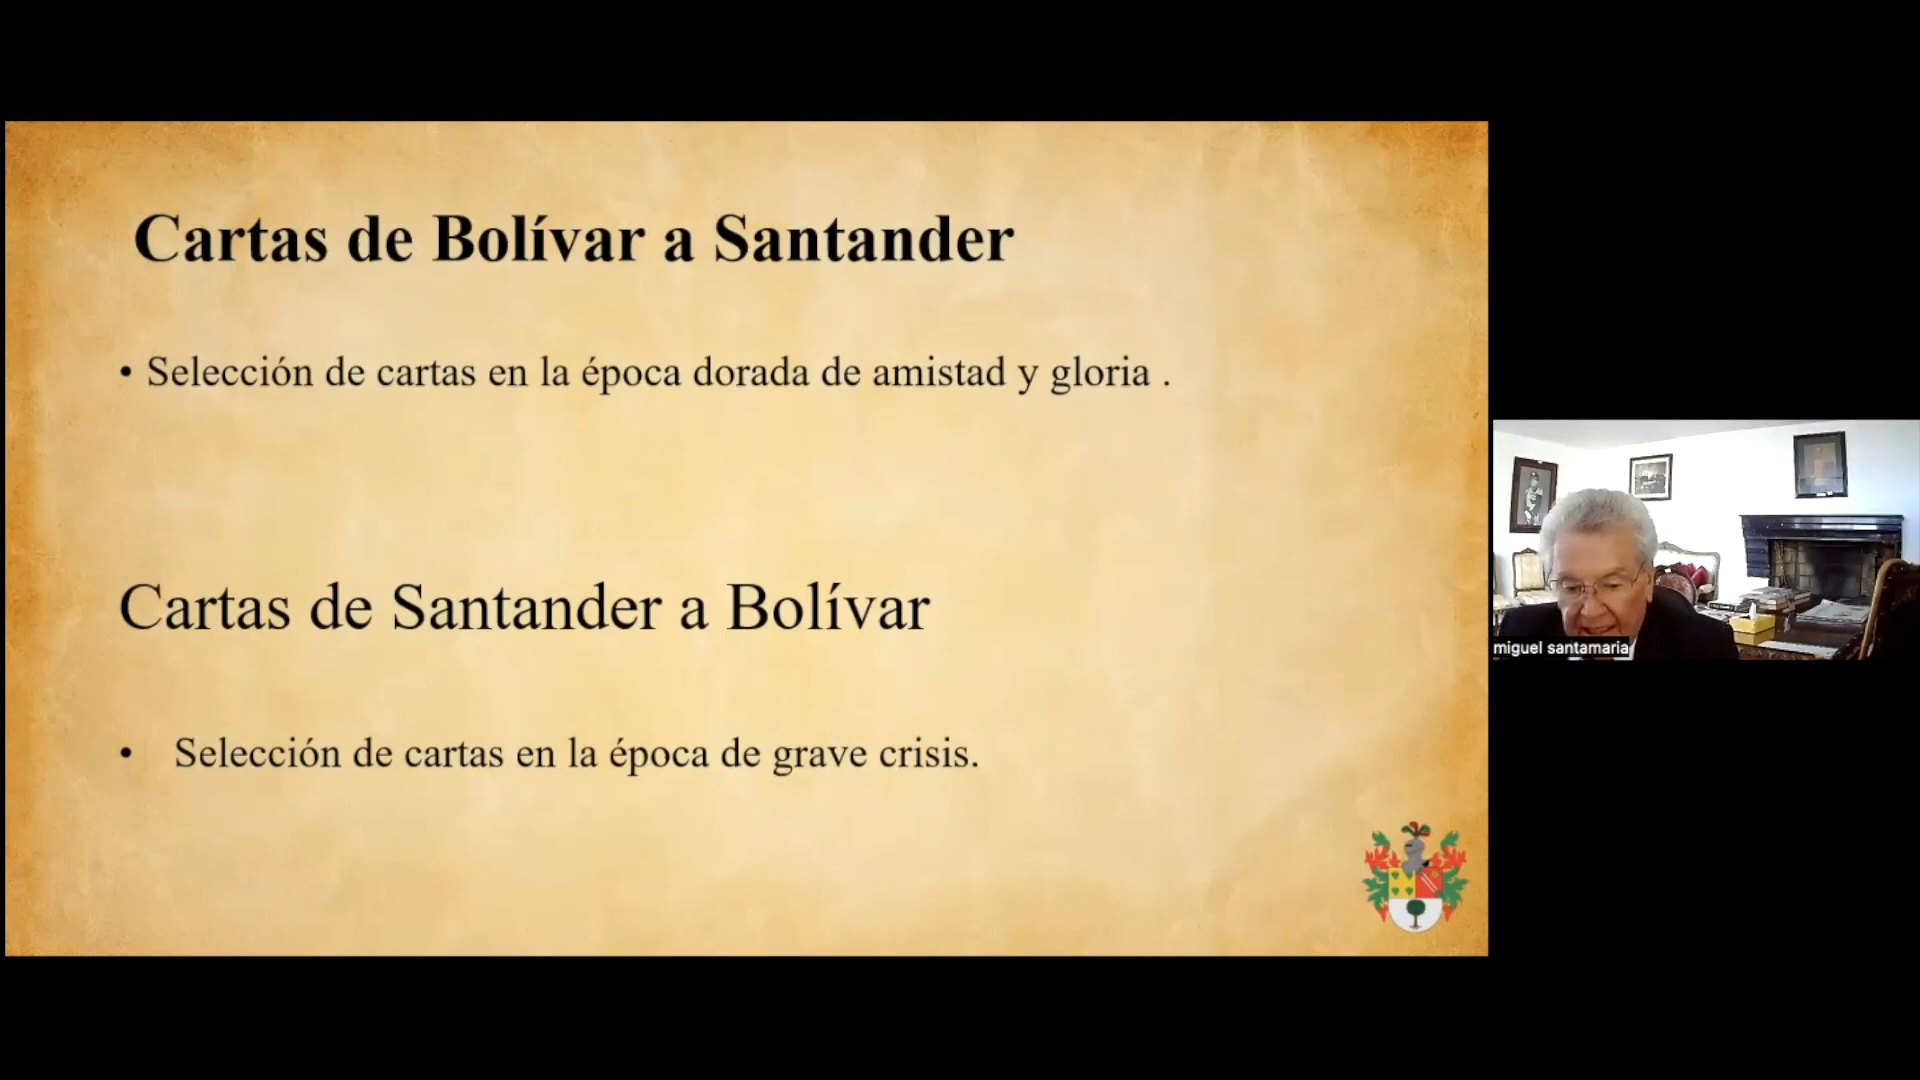 Cartas de Bolívar a Santander
• Selección de cartas en la época dorada de amistad y gloria .
Cartas de Santander a Bolívar
• Selección de cartas en la época de grave crisis.
miguel santamaria